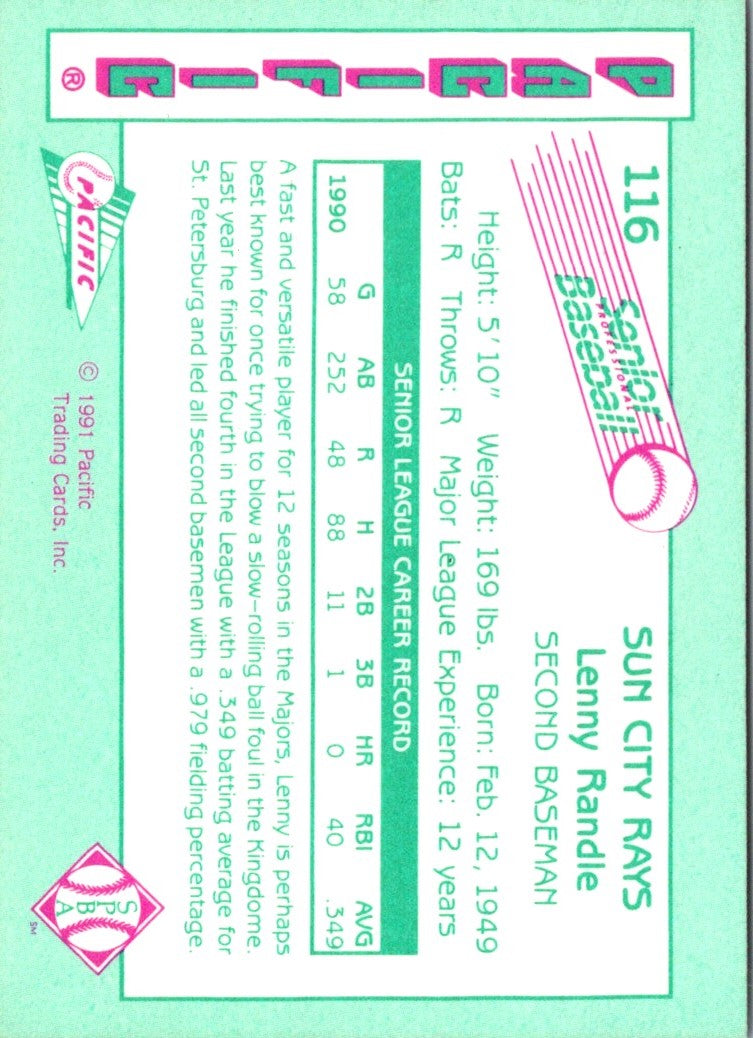 PACIFIC®
116
Senior
PROFESSIONAL
Baseball
SUN CITY RAYS
Lenny Randle
SECOND BASEMAN
Height: 5'10" Weight: 169 lbs. Born: Feb. 12, 1949
Bats: R Throws: R Major League Experience: 12 years
SENIOR LEAGUE CAREER RECORD
G AB R H 2B 3B HR RBI AVG
1990 58 252 48 88 11 1 0 40 .349
A fast and versatile player for 12 seasons in the Majors, Lenny is perhaps
best known for once trying to blow a slow-rolling ball foul in the Kingdome.
Last year he finished fourth in the League with a .349 batting average for
St. Petersburg and led all second basemen with a .979 fielding percentage.
PACIFIC
© 1991 Pacific
Trading Cards, Inc.
S
P
B
A
SM